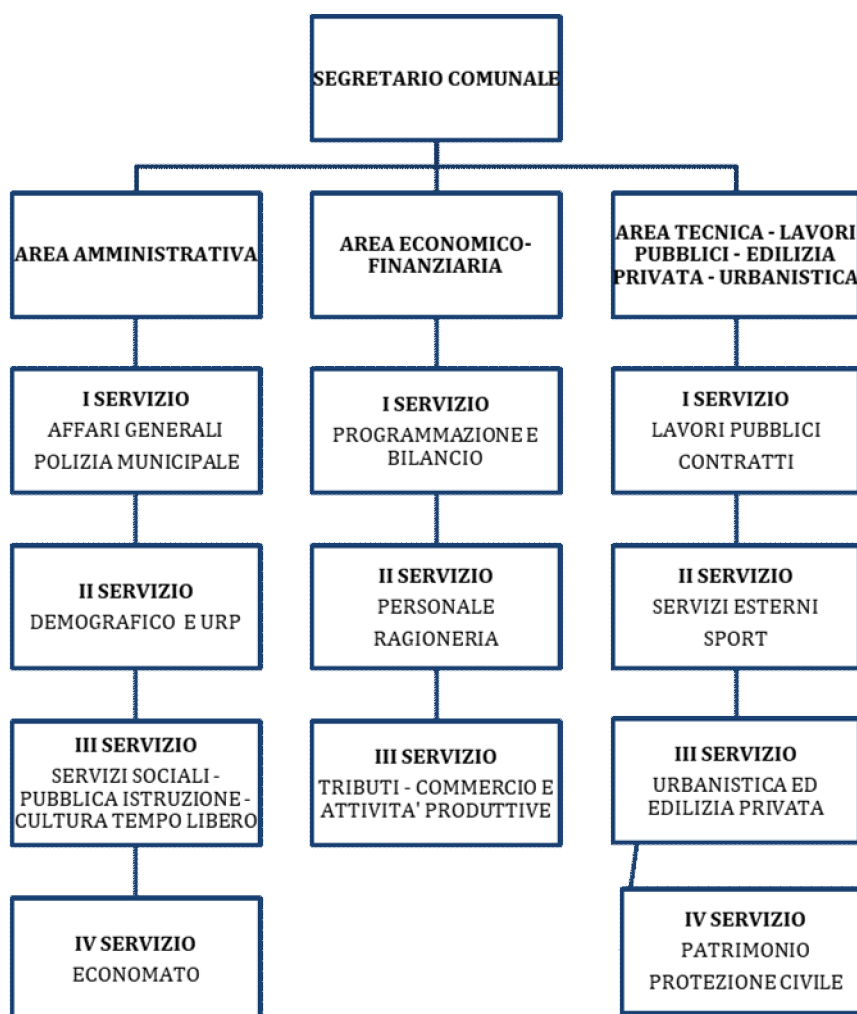 SEGRETARIO COMUNALE
AREA AMMINISTRATIVA
AREA ECONOMICO-
FINANZIARIA
AREA TECNICA - LAVORI
PUBBLICI - EDILIZIA
PRIVATA - URBANISTICA
I SERVIZIO
AFFARI GENERALI
POLIZIA MUNICIPALE
I SERVIZIO
PROGRAMMAZIONE E
BILANCIO
I SERVIZIO
LAVORI PUBBLICI
CONTRATTI
II SERVIZIO
DEMOGRAFICO E URP
II SERVIZIO
PERSONALE
RAGIONERIA
II SERVIZIO
SERVIZI ESTERNI
SPORT
III SERVIZIO
SERVIZI SOCIALI -
PUBBLICA ISTRUZIONE -
CULTURA TEMPO LIBERO
III SERVIZIO
TRIBUTI - COMMERCIO E
ATTIVITA' PRODUTTIVE
III SERVIZIO
URBANISTICA ED
EDILIZIA PRIVATA
IV SERVIZIO
ECONOMATO
IV SERVIZIO
PATRIMONIO
PROTEZIONE CIVILE